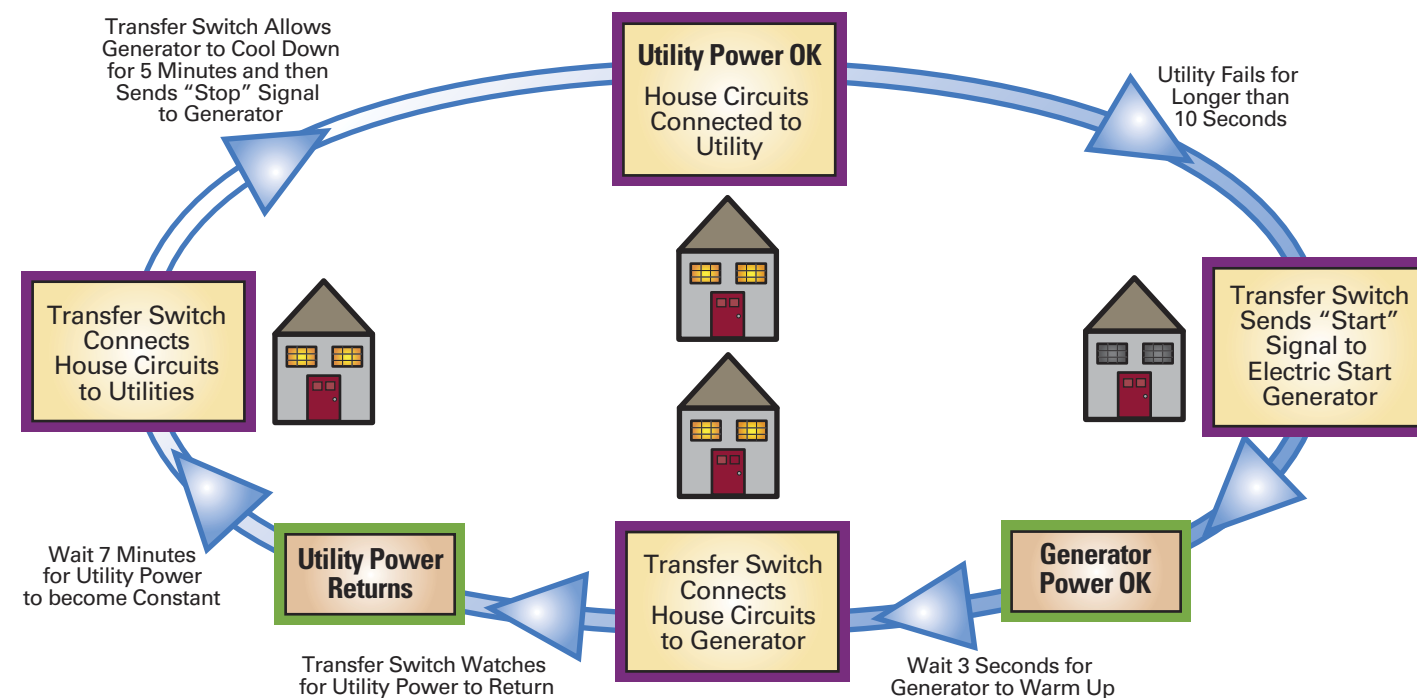 Transfer Switch Allows
Generator to Cool Down
for 5 Minutes and then
Sends “Stop” Signal
to Generator
Utility Power OK
House Circuits
Connected to
Utility
Utility Fails for
Longer than
10 Seconds
Transfer Switch
Sends “Start”
Signal to
Electric Start
Generator
Generator
Power OK
Wait 3 Seconds for
Generator to Warm Up
Transfer Switch
Connects
House Circuits
to Generator
Transfer Switch Watches
for Utility Power to Return
Utility Power
Returns
Wait 7 Minutes
for Utility Power
to become Constant
Transfer Switch
Connects
House Circuits
to Utilities